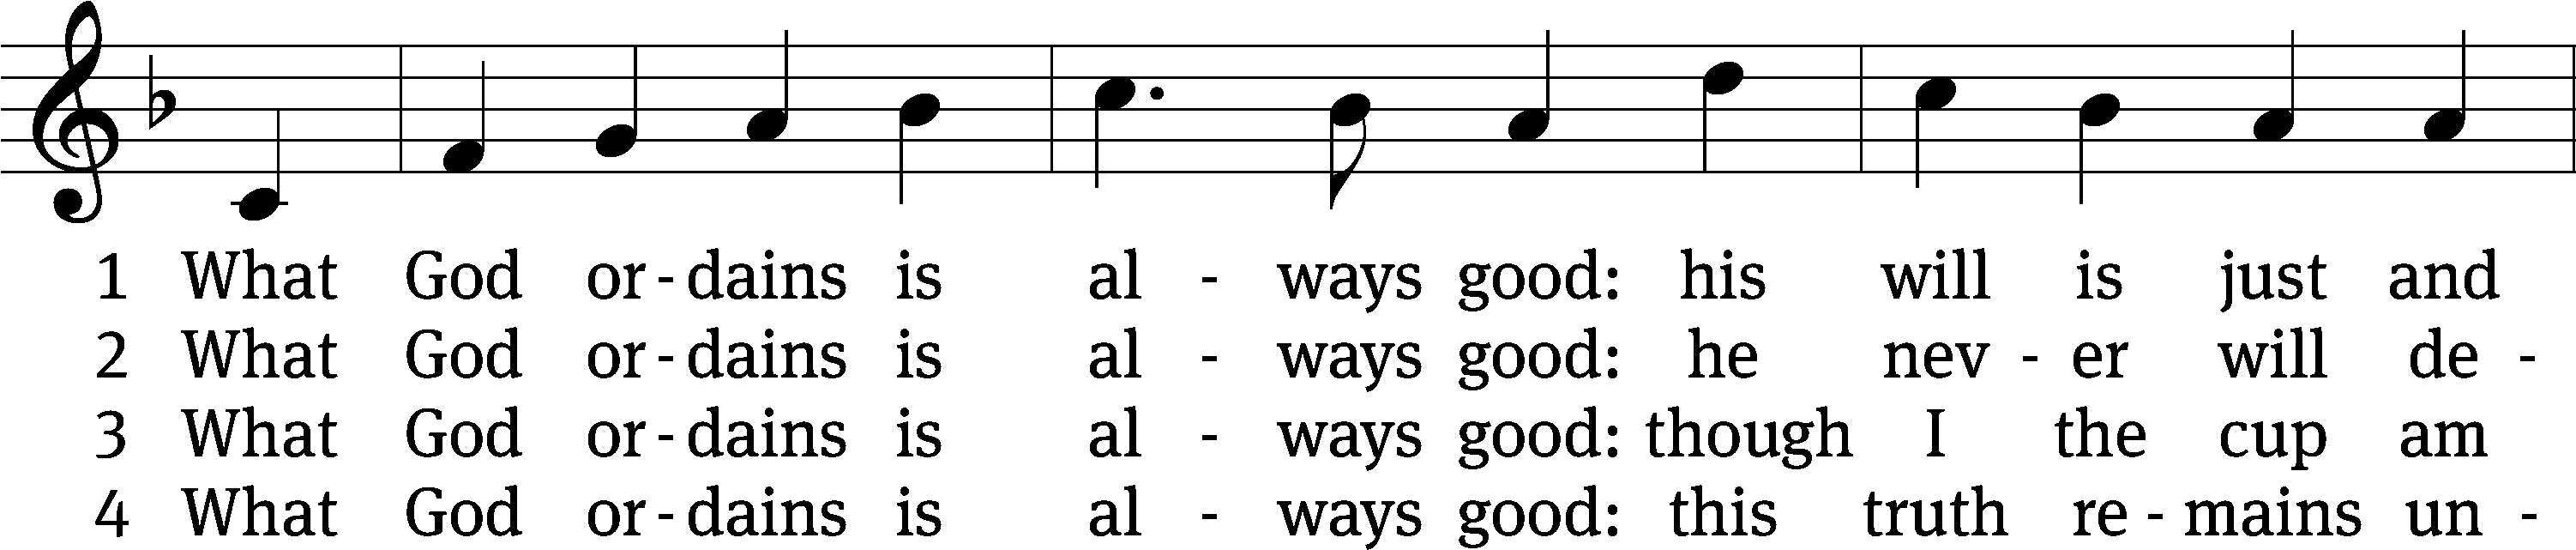 1 What God or - dains is al - ways good: his will is just and
2 What God or - dains is al - ways good: he nev - er will de -
3 What God or - dains is al - ways good: though I the cup am
4 What God or - dains is al - ways good: this truth re - mains un -